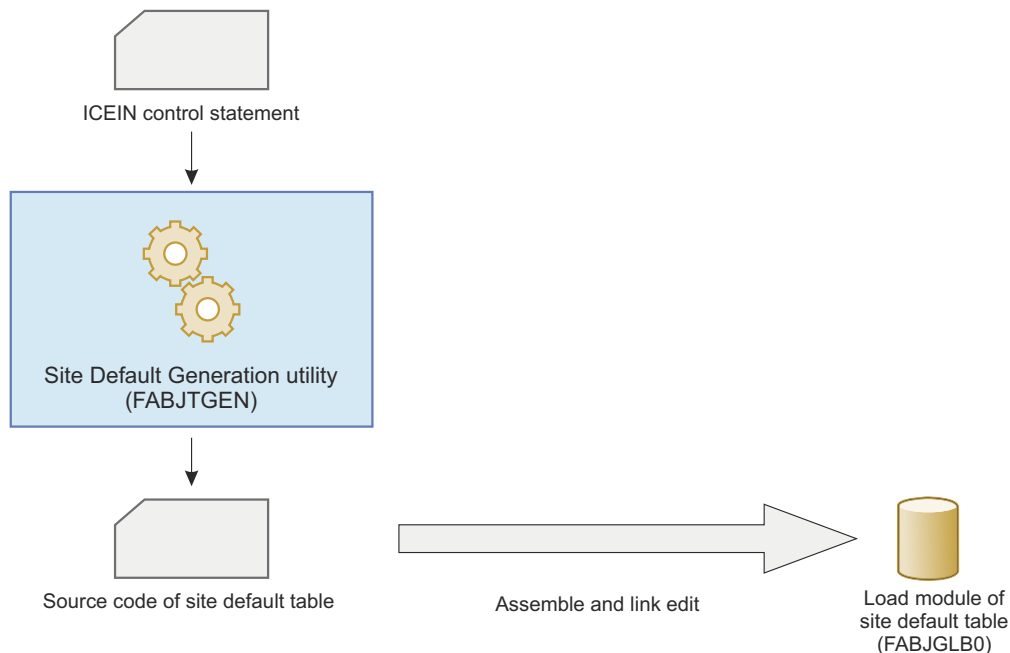 ICEIN control statement
Site Default Generation utility
(FABJTGEN)
Source code of site default table
Assemble and link edit
Load module of
site default table
(FABJGLB0)